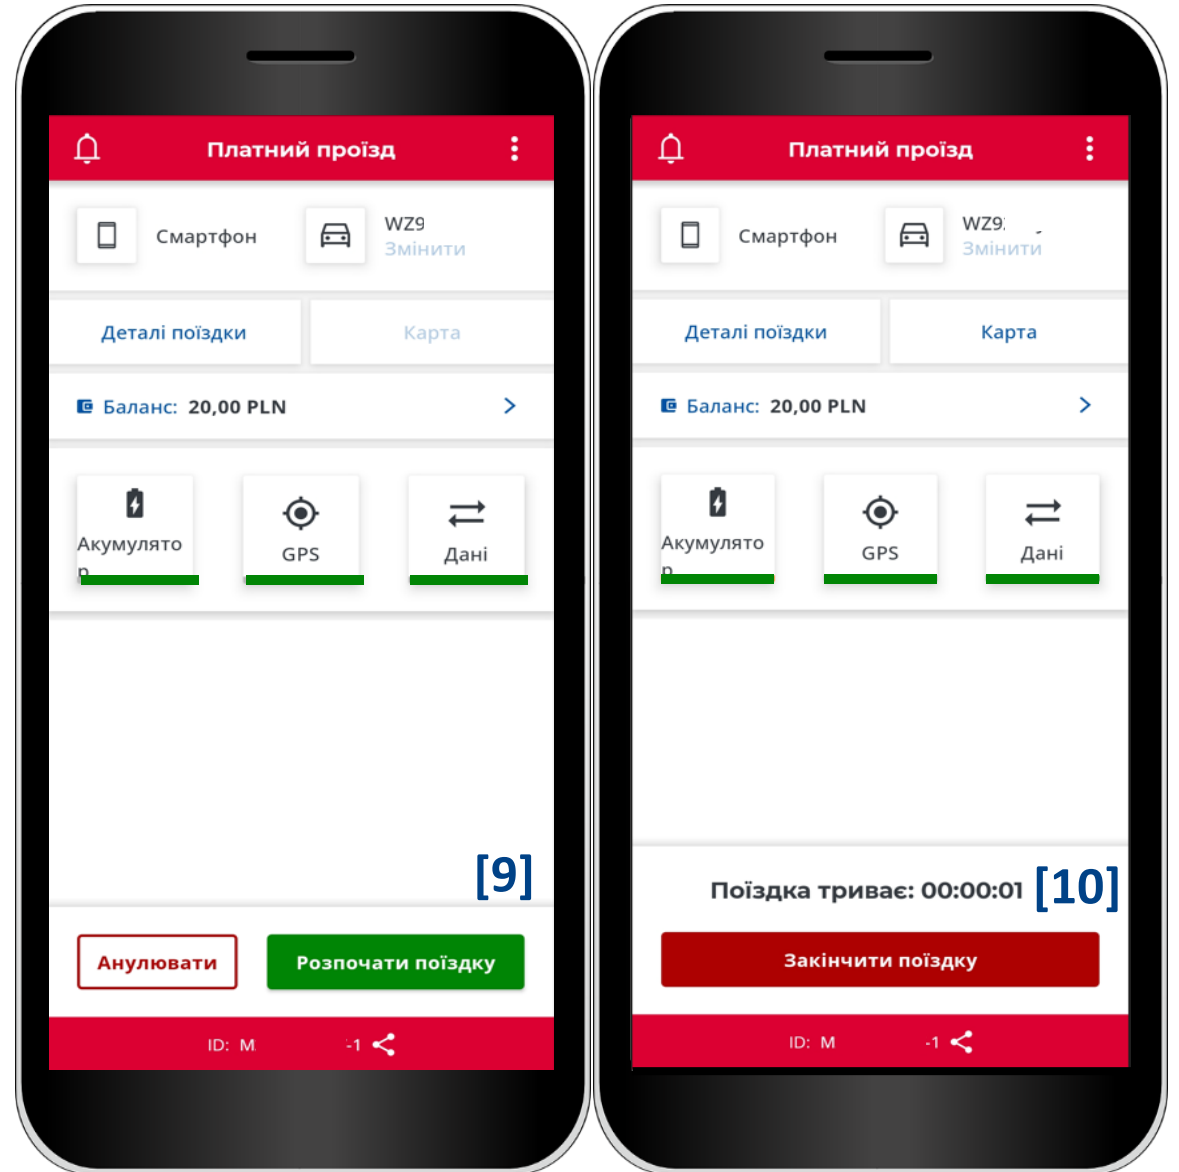 Платний проїзд
Смартфон
WZ9
Змінити
Деталі поїздки
Карта
Баланс: 20,00 PLN
Акумулято
р
GPS
Дані
[9]
Анулювати
Розпочати поїздку
ID: M -1
Платний проїзд
Смартфон
WZ9
Змінити
Деталі поїздки
Карта
Баланс: 20,00 PLN
Акумулято
р
GPS
Дані
Поїздка триває: 00:00:01
[10]
Закінчити поїздку
ID: M -1